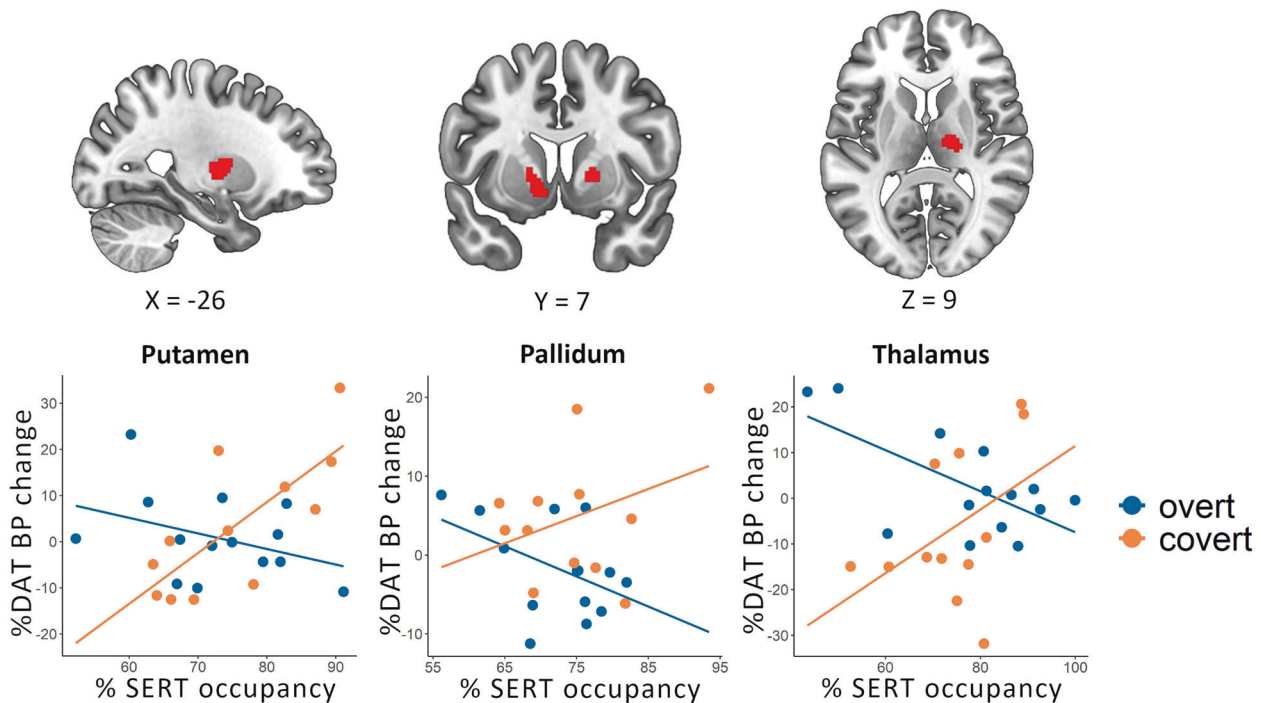 X = -26
Y = 7
Z = 9
Putamen
Pallidum
Thalamus
%DAT BP change
30
20
10
0
-10
-20
60
70
80
90
% SERT occupancy
%DAT BP change
20
10
0
-10
55
65
75
85
95
% SERT occupancy
%DAT BP change
20
10
0
-10
-20
-30
60
80
100
% SERT occupancy
overt
covert